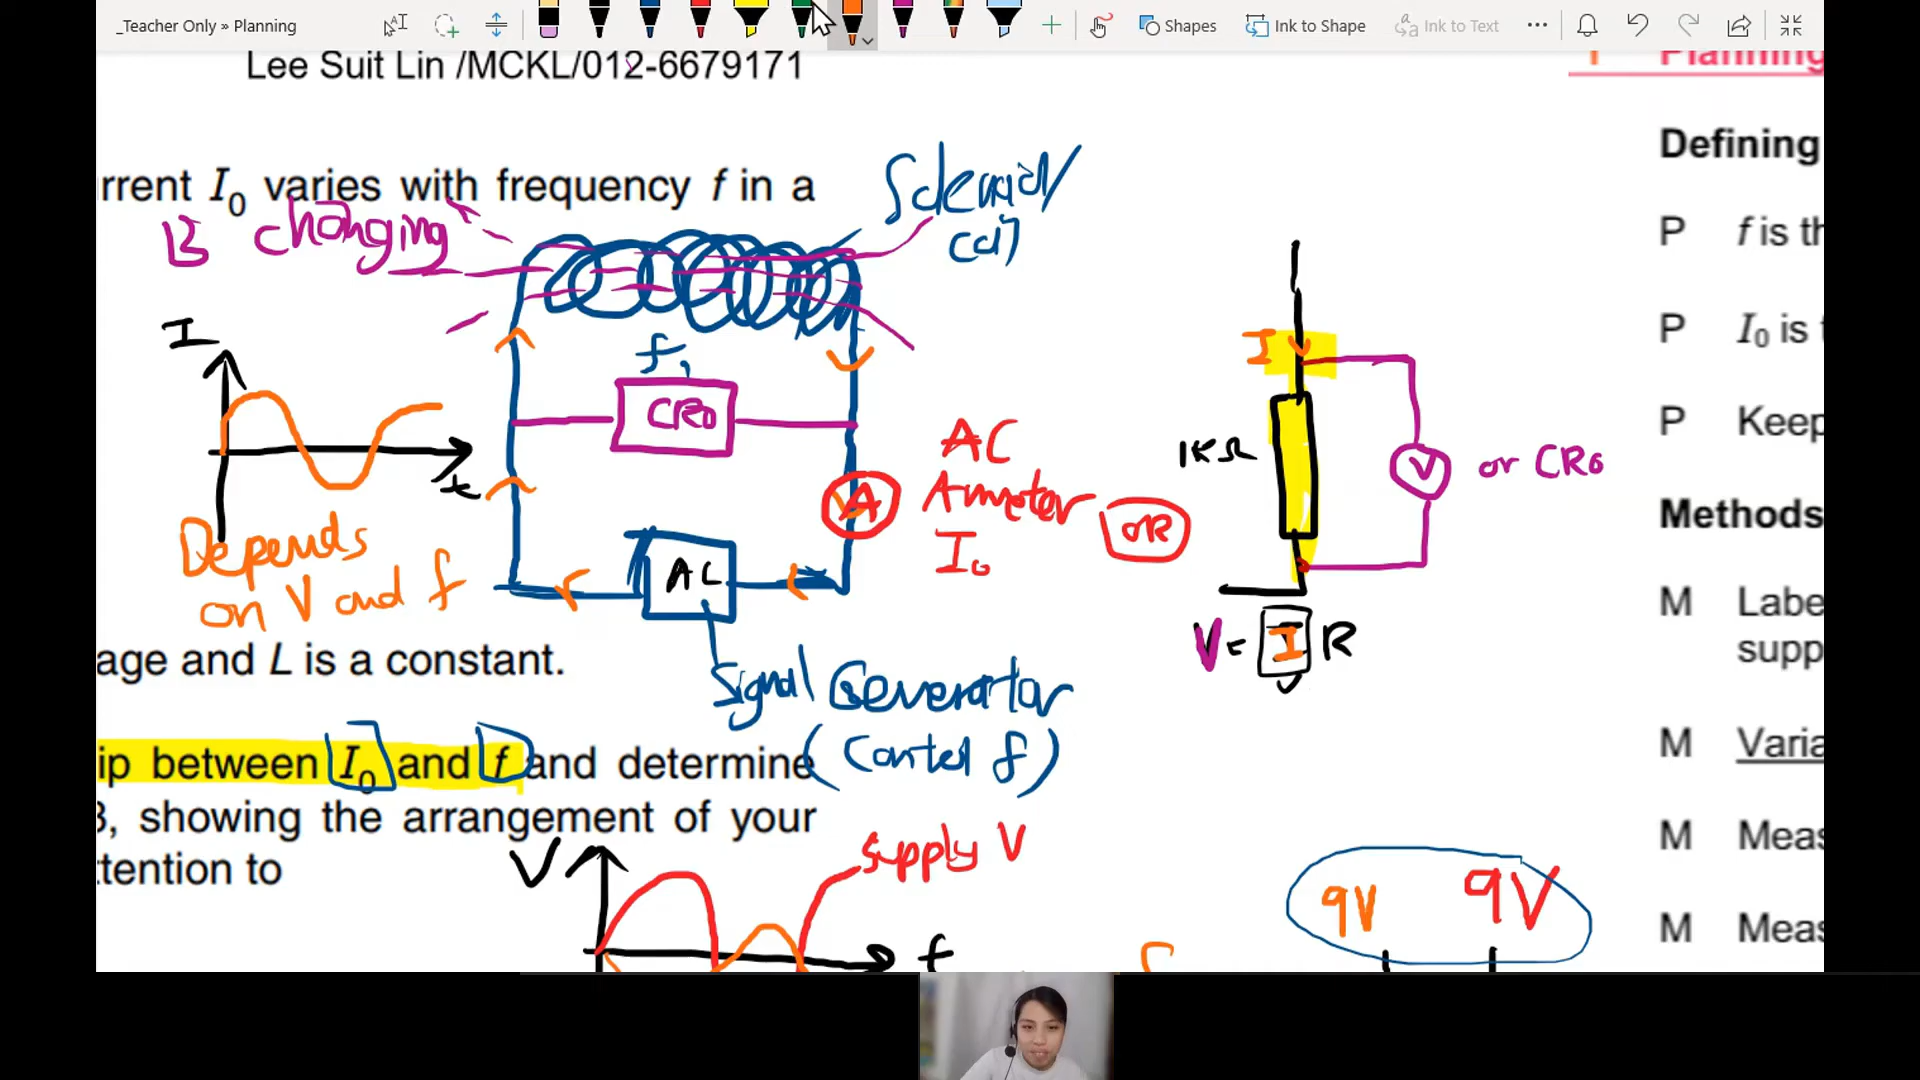 _Teacher Only » Planning
Shapes
Ink to Shape
Ink to Text
Lee Suit Lin /MCKL/012-6679171
Planning
Defining
rrent I0 varies with frequency f in a
B changing
Solenoid/
coil
P f is th
P I0 is t
P Keep
I
t
Depends
on V and f
f,
CRO
AC
Ammeter
I0
A
OR
AC
Signal Generator
(Control f)
I
1kΩ
V or CRO
V = I R
Methods
M Labe
supp
M Varia
M Meas
M Meas
age and L is a constant.
ip between I0 and f and determine
3, showing the arrangement of your
ttention to
V
supply V
t
9V 9V